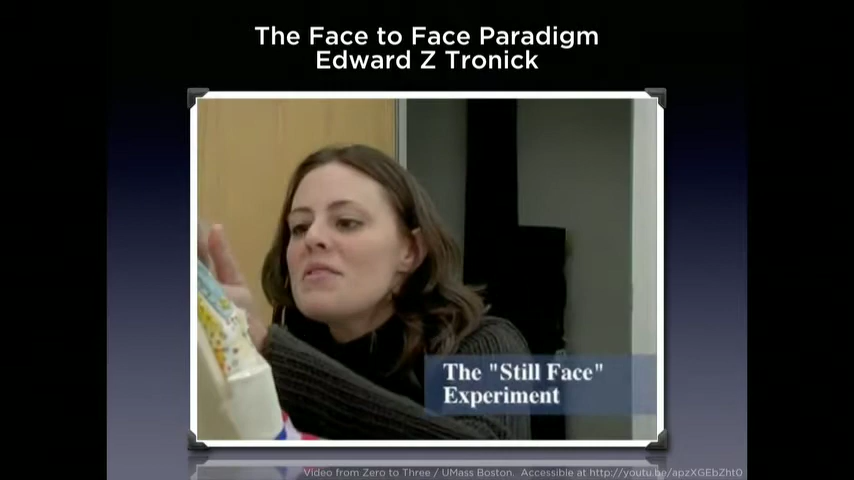 The Face to Face Paradigm
Edward Z Tronick
The "Still Face"
Experiment
Video from Zero to Three / UMass Boston. Accessible at http://youtu.be/apzXGEbZht0